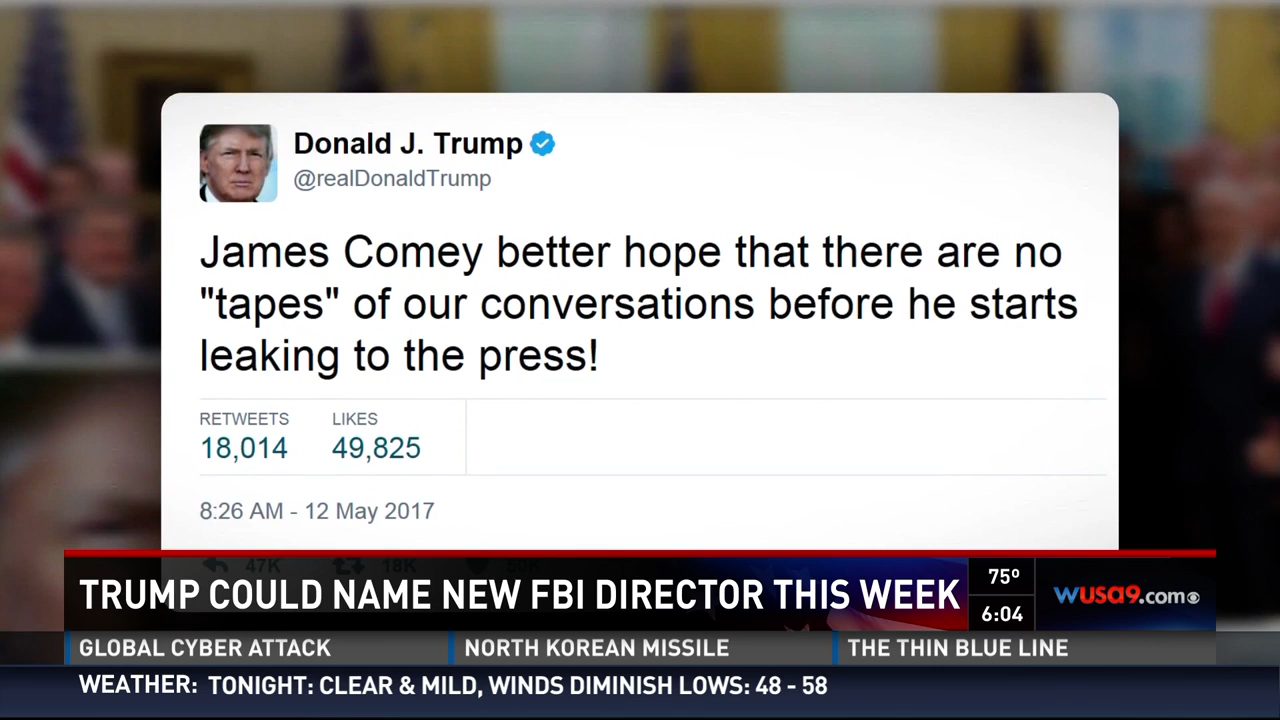 Donald J. Trump
@realDonaldTrump
James Comey better hope that there are no
"tapes" of our conversations before he starts
leaking to the press!
RETWEETS LIKES
18,014 49,825
8:26 AM - 12 May 2017
47K 18K 50K
TRUMP COULD NAME NEW FBI DIRECTOR THIS WEEK
75°
6:04
wusa9.com
GLOBAL CYBER ATTACK NORTH KOREAN MISSILE THE THIN BLUE LINE
WEATHER: TONIGHT: CLEAR & MILD, WINDS DIMINISH LOWS: 48 - 58